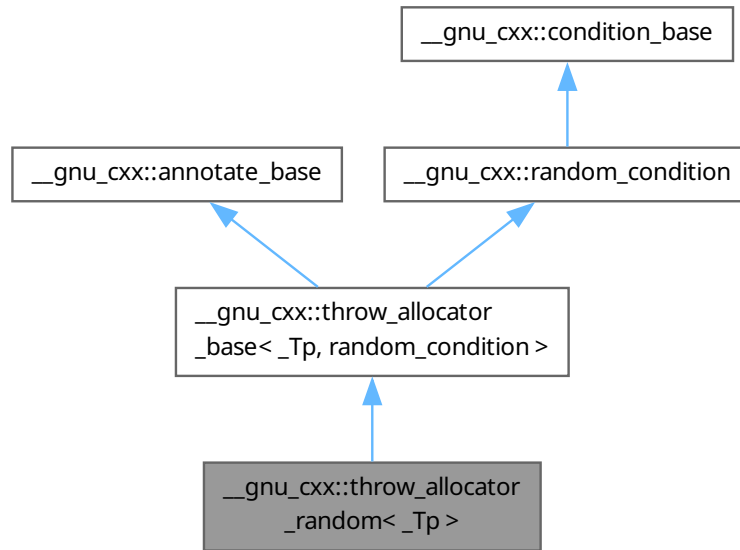 __gnu_cxx::condition_base
__gnu_cxx::annotate_base
__gnu_cxx::random_condition
__gnu_cxx::throw_allocator
_base< _Tp, random_condition >
__gnu_cxx::throw_allocator
_random< _Tp >